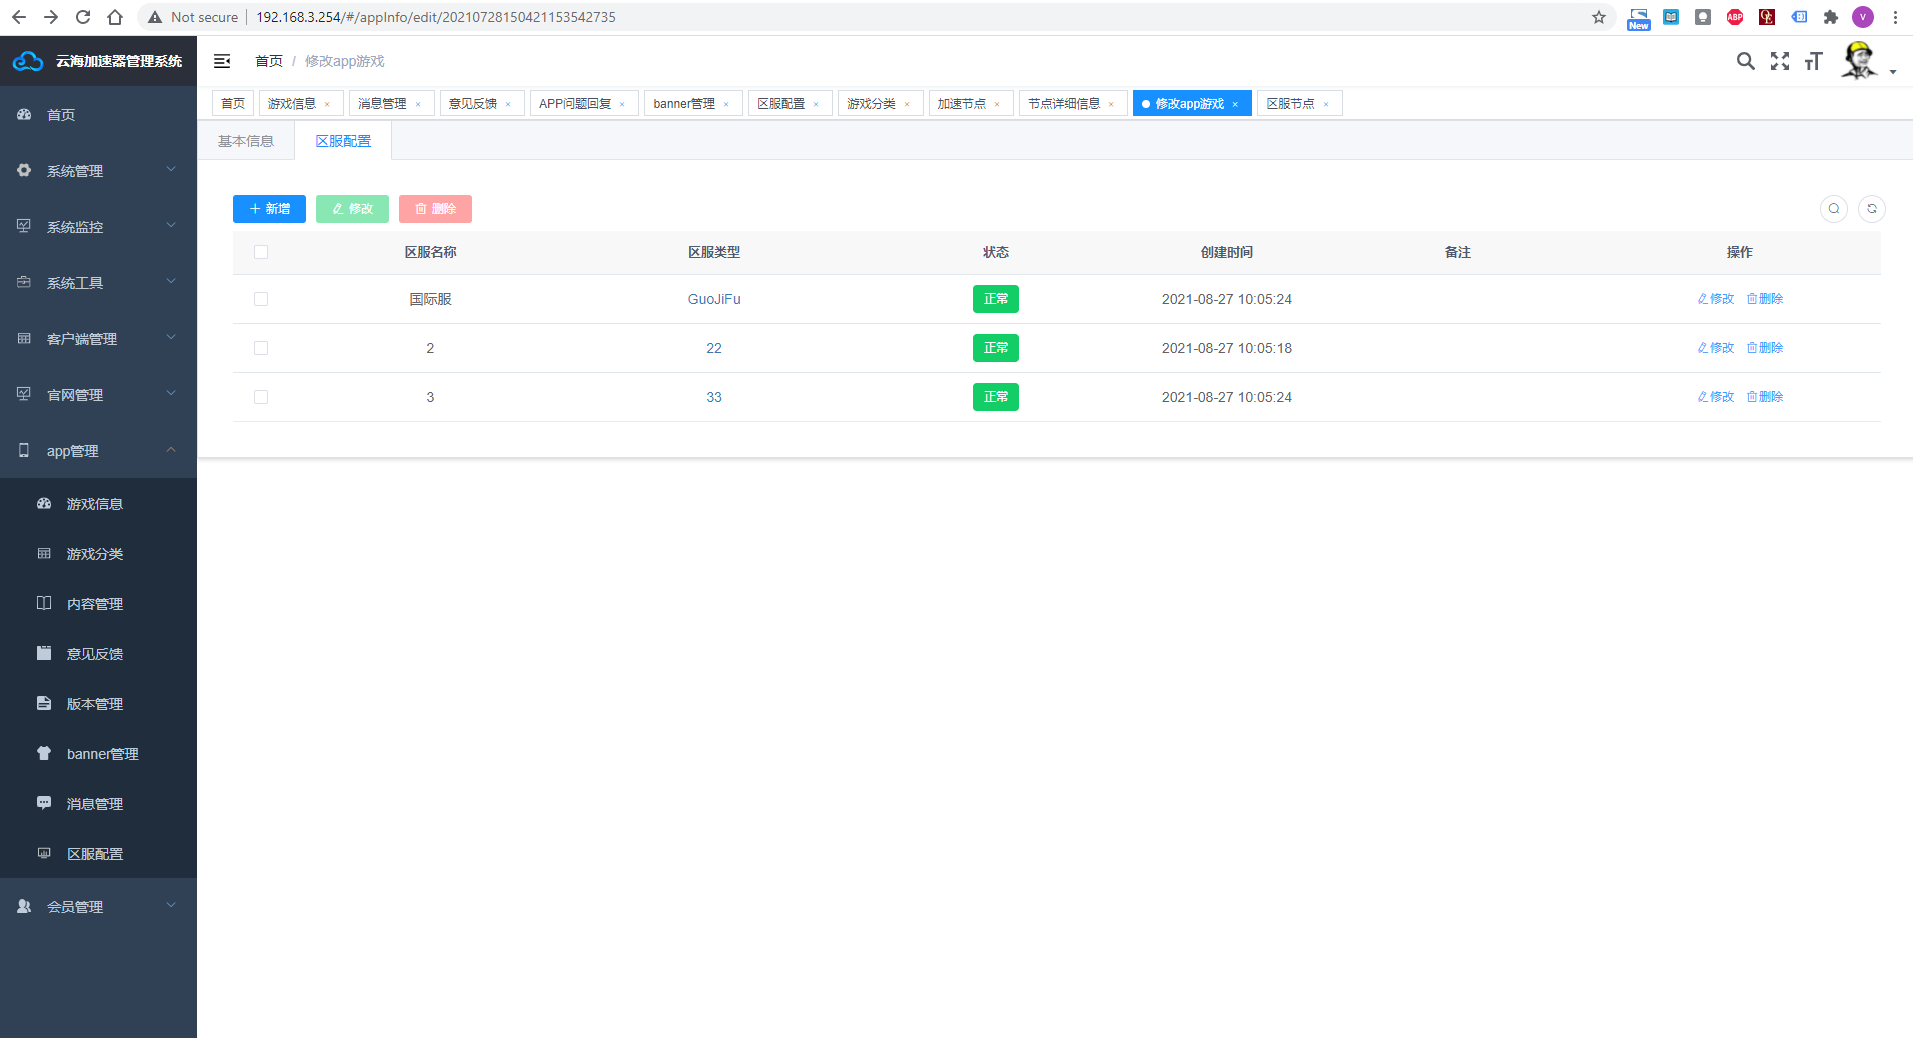 Not secure 192.168.3.254/#/appInfo/edit/20210728150421153542735
New
ABP
V
云海加速器管理系统
首页 / 修改app游戏
首页 游戏信息 × 消息管理 × 意见反馈 × APP问题回复 × banner管理 × 区服配置 × 游戏分类 × 加速节点 × 节点详细信息 × 修改app游戏 × 区服节点 ×
基本信息 区服配置
首页
系统管理
系统监控
系统工具
客户端管理
官网管理
app管理
游戏信息
游戏分类
内容管理
意见反馈
版本管理
banner管理
消息管理
区服配置
会员管理
新增 修改 删除
区服名称 区服类型 状态 创建时间 备注 操作
国际服 GuoJiFu 正常 2021-08-27 10:05:24 修改 删除
2 22 正常 2021-08-27 10:05:18 修改 删除
3 33 正常 2021-08-27 10:05:24 修改 删除